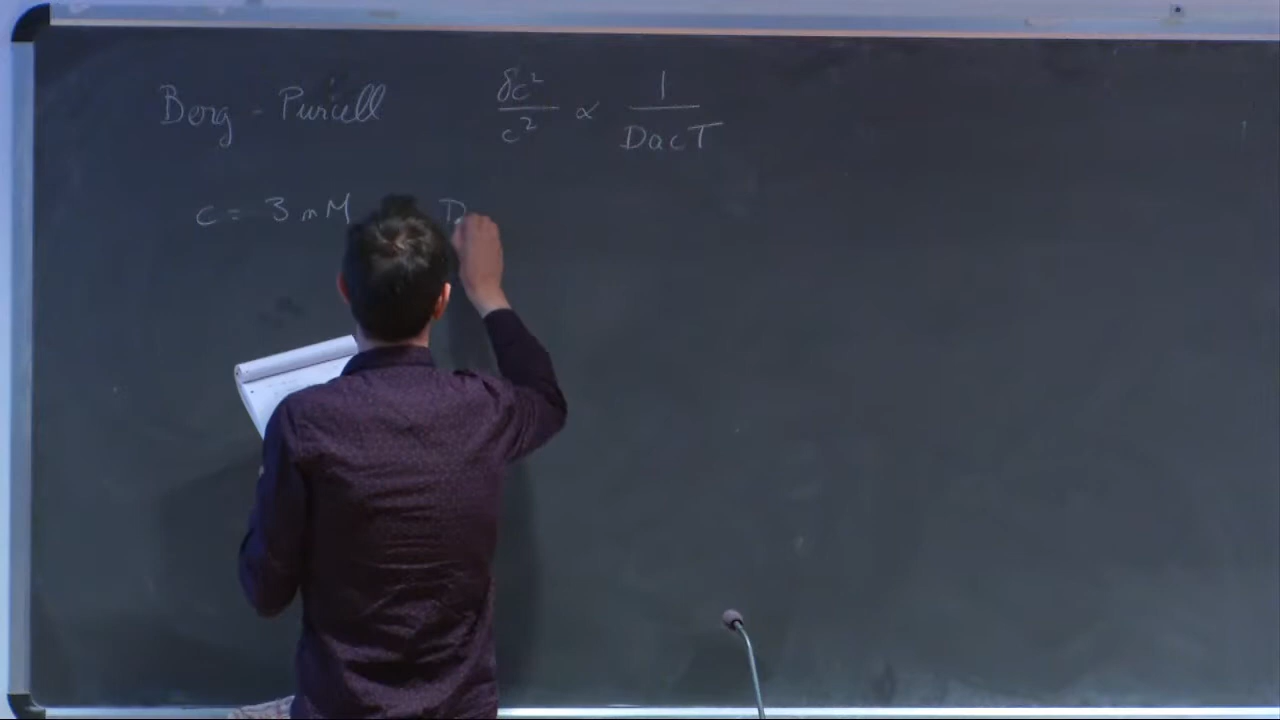 Berg - Purcell δc²/c² ∝ 1/DacT
c = 3 nM D